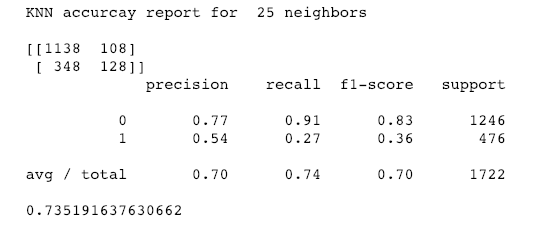 KNN accurcay report for  25 neighbors
[[1138  108]
 [ 348  128]]
precision    recall  f1-score   support
0       0.77      0.91      0.83      1246
1       0.54      0.27      0.36       476
avg / total       0.70      0.74      0.70      1722
0.735191637630662